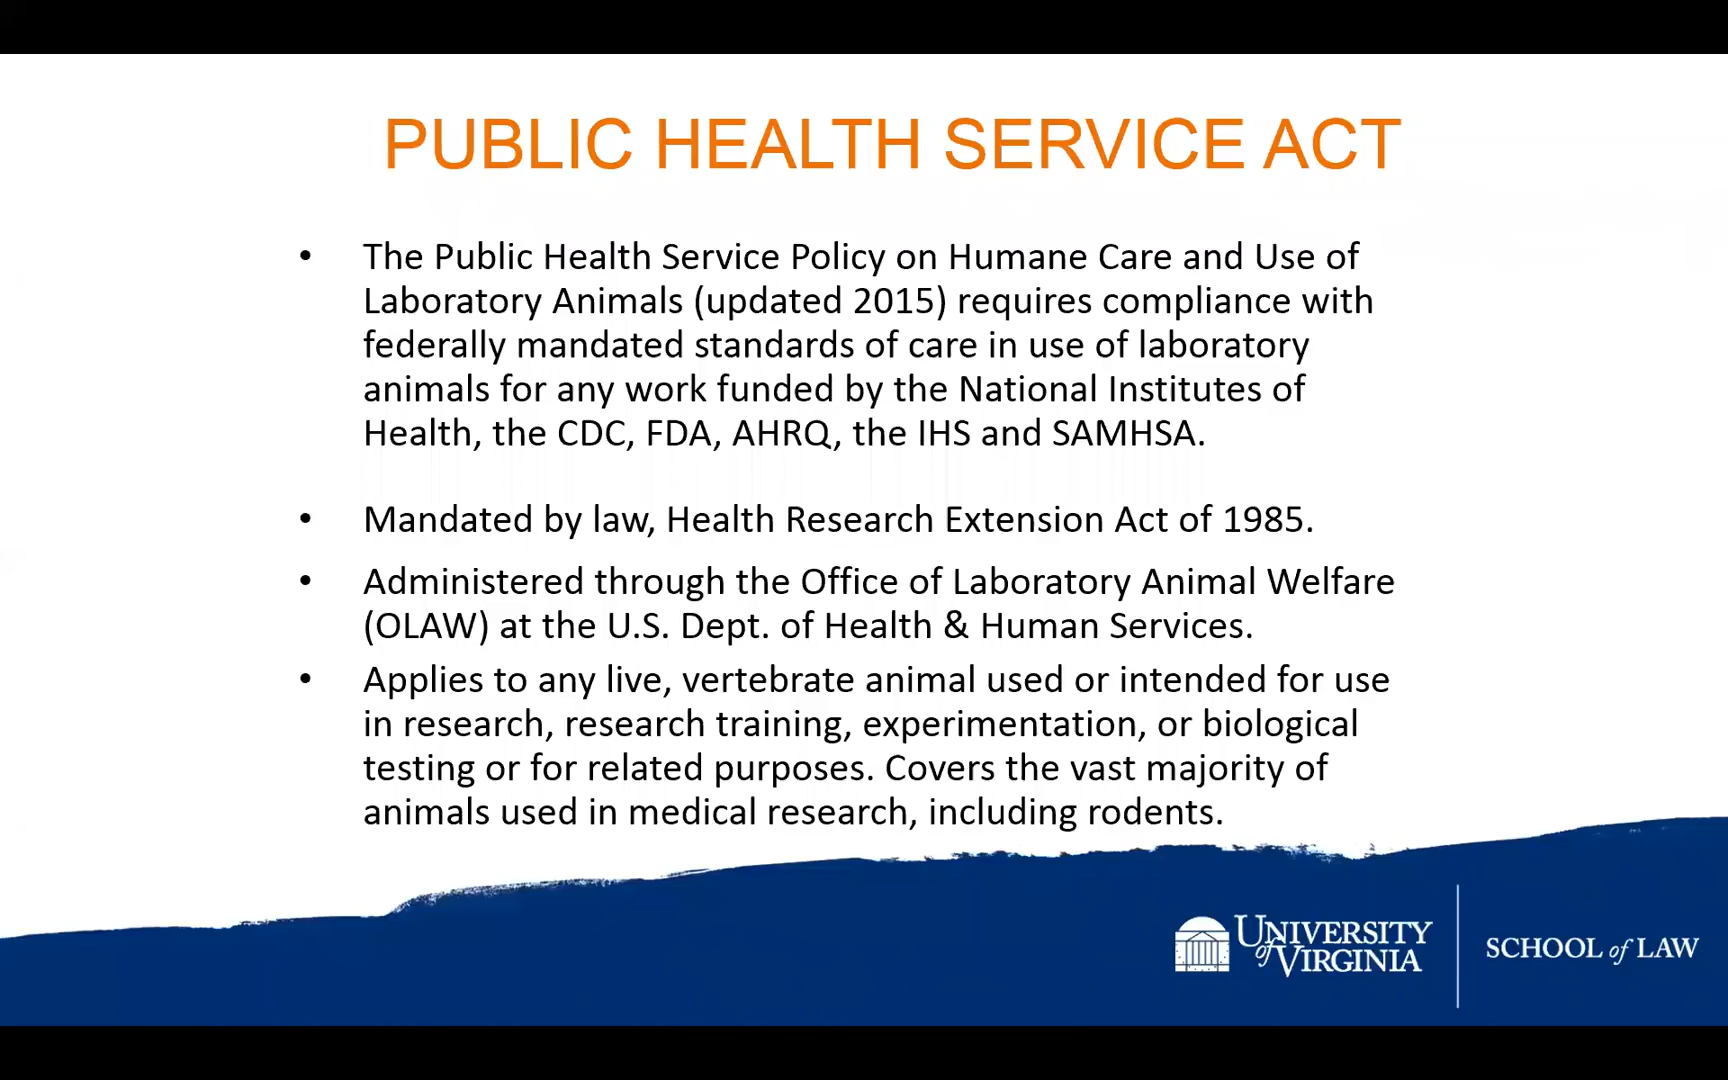 PUBLIC HEALTH SERVICE ACT
• The Public Health Service Policy on Humane Care and Use of
Laboratory Animals (updated 2015) requires compliance with
federally mandated standards of care in use of laboratory
animals for any work funded by the National Institutes of
Health, the CDC, FDA, AHRQ, the IHS and SAMHSA.
• Mandated by law, Health Research Extension Act of 1985.
• Administered through the Office of Laboratory Animal Welfare
(OLAW) at the U.S. Dept. of Health & Human Services.
• Applies to any live, vertebrate animal used or intended for use
in research, research training, experimentation, or biological
testing or for related purposes. Covers the vast majority of
animals used in medical research, including rodents.
UNIVERSITY
of VIRGINIA
SCHOOL of LAW